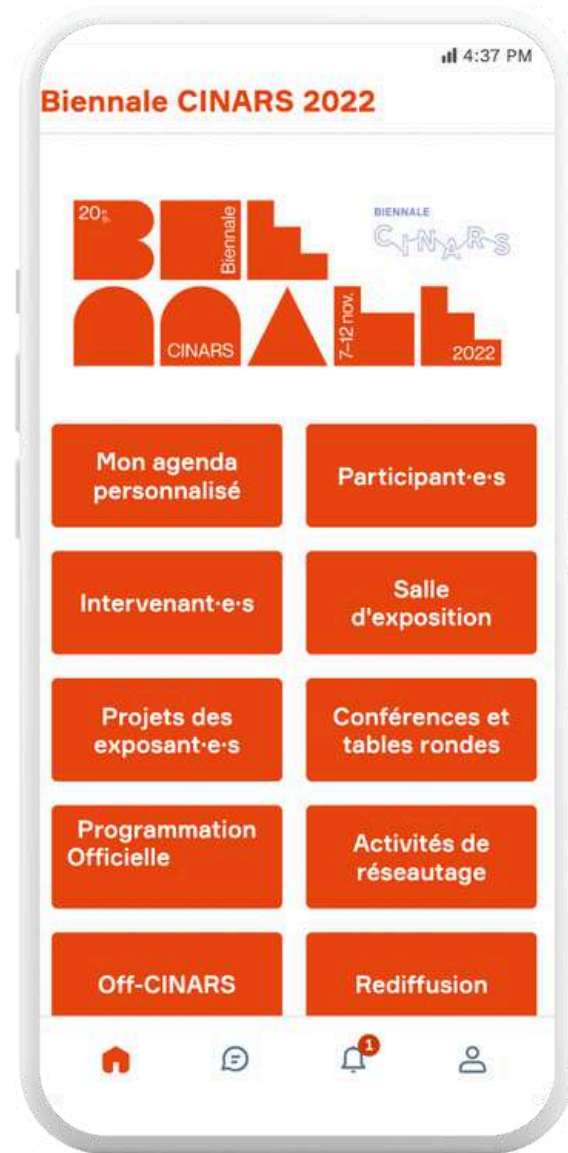 4:37 PM
Biennale CINARS 2022
20e
Biennale
BIENNALE
CINARS
CINARS
7–12 nov.
2022
Mon agenda
personnalisé
Participant·e·s
Intervenant·e·s
Salle
d'exposition
Projets des
exposant·e·s
Conférences et
tables rondes
Programmation
Officielle
Activités de
réseautage
Off-CINARS
Rediffusion
1